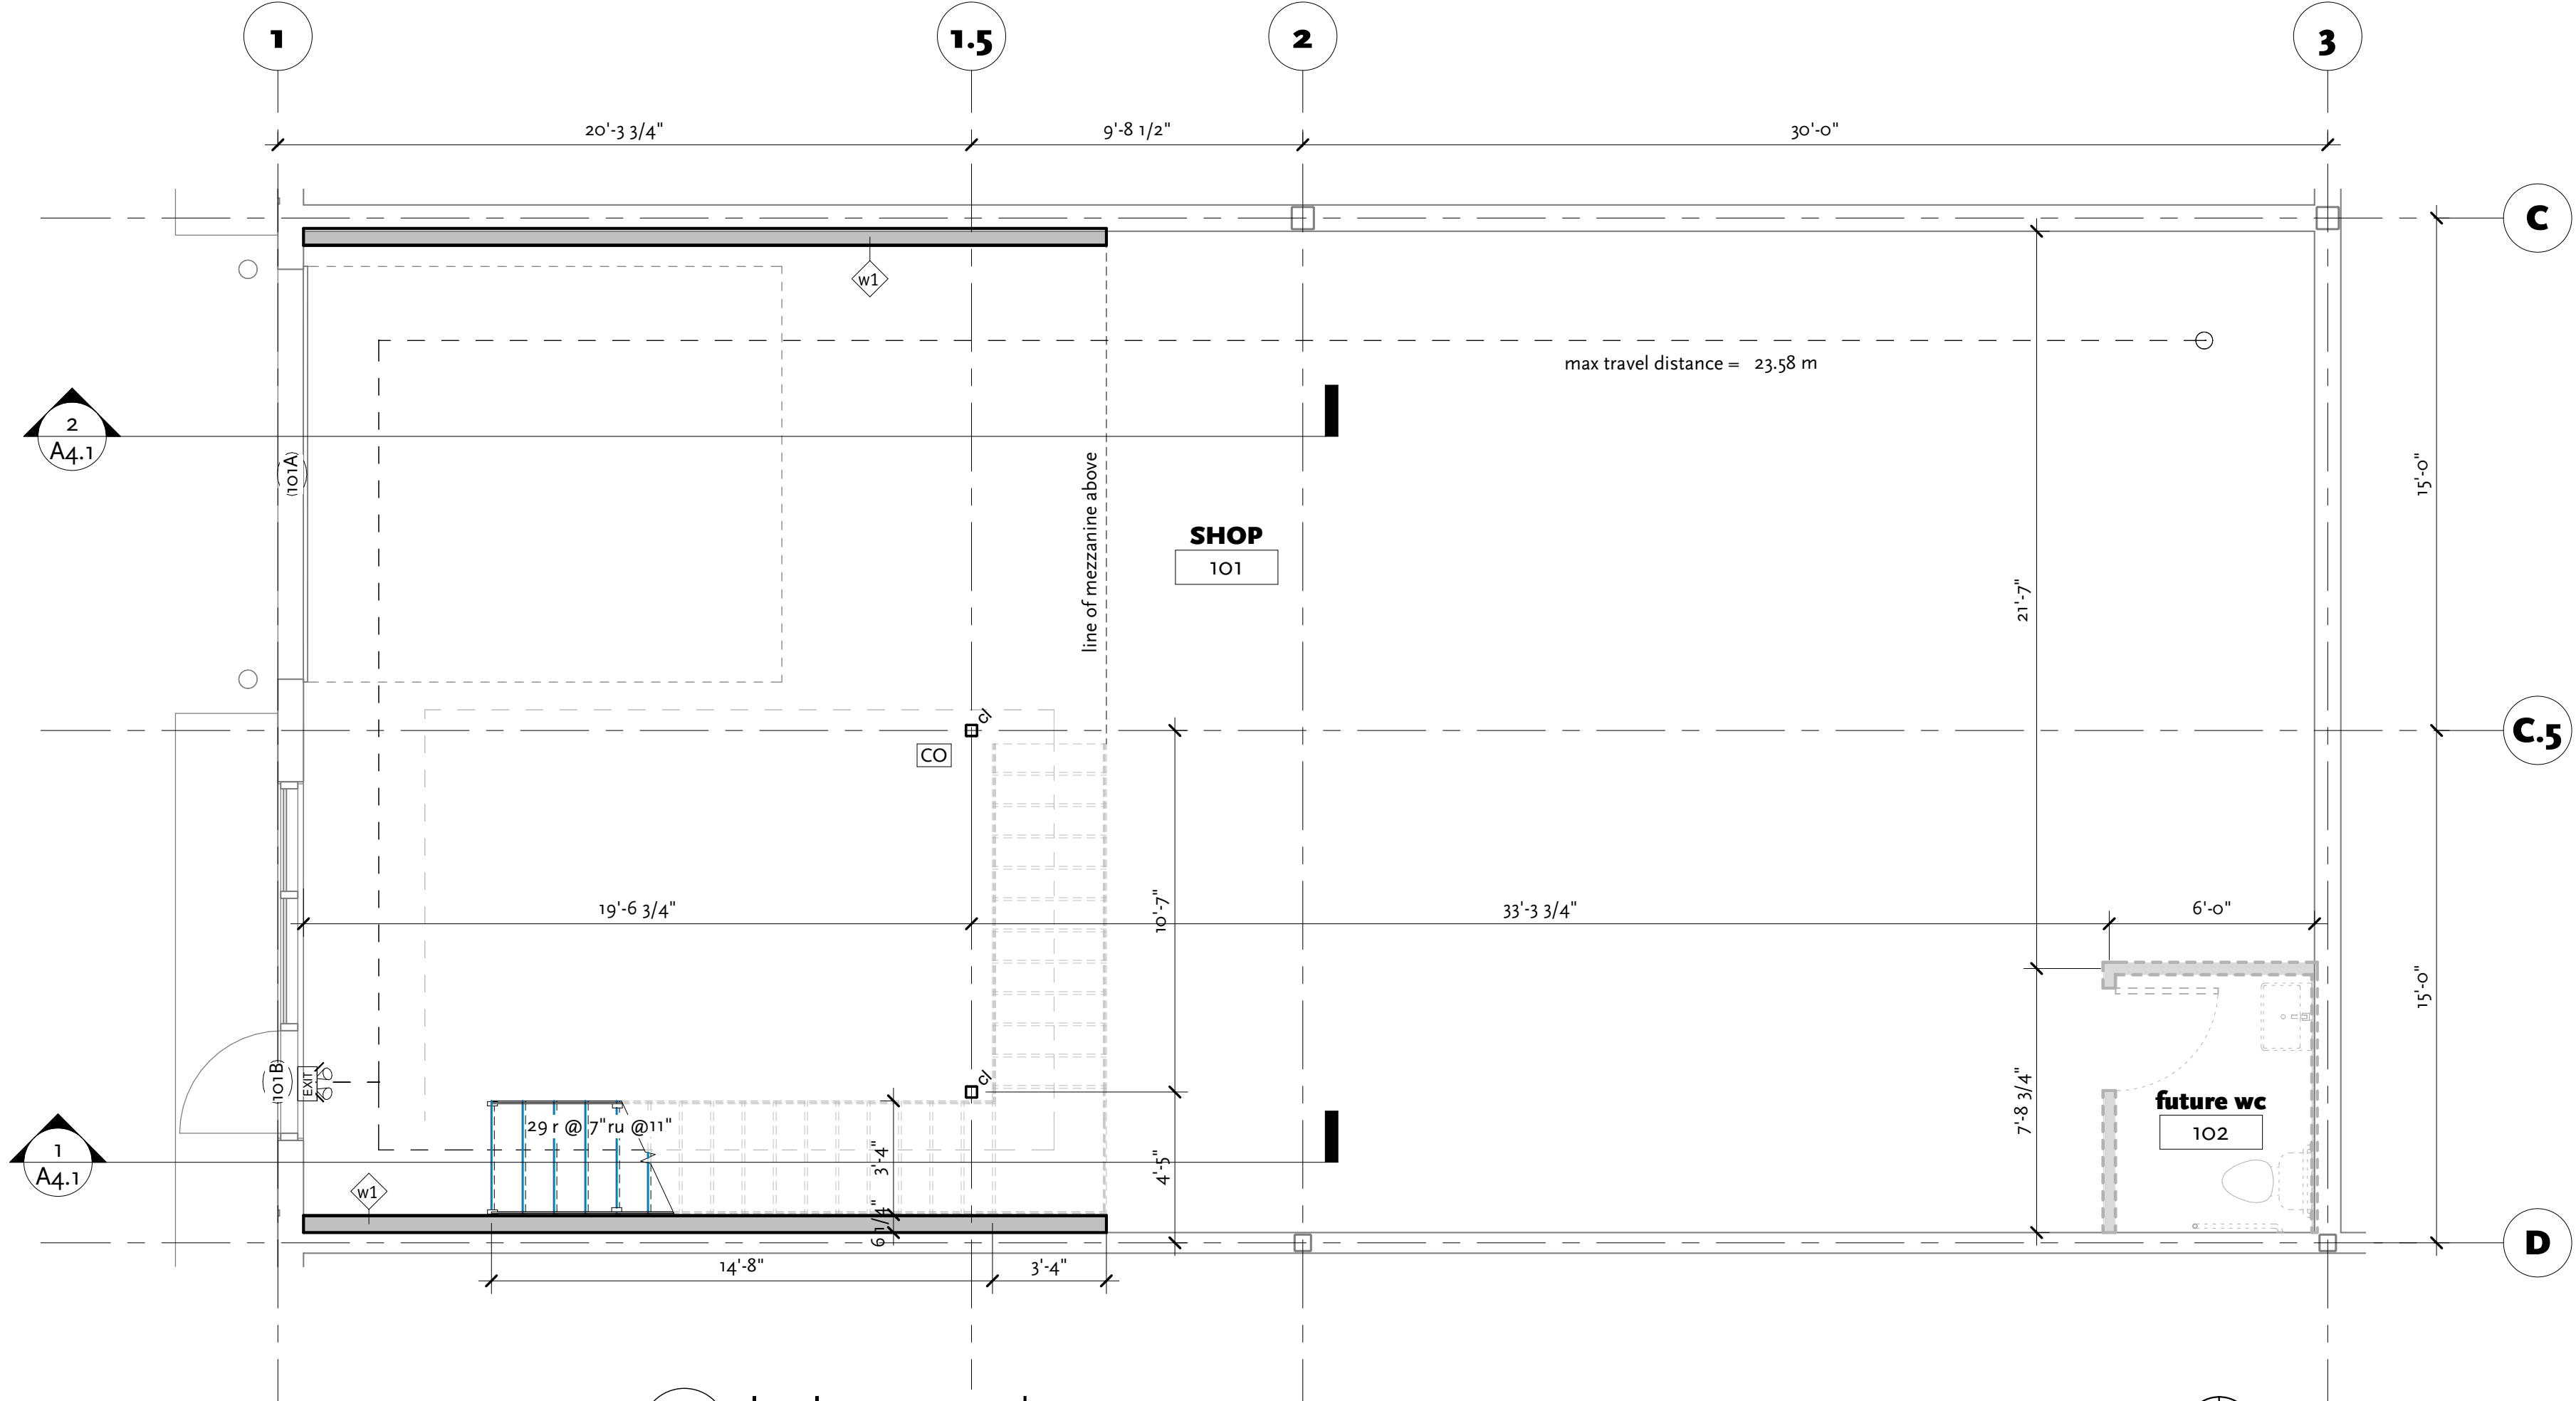 1
1.5
2
3
20'-3 3/4"
9'-8 1/2"
30'-0"
C
w1
max travel distance = 23.58 m
2
A4.1
(101A)
line of mezzanine above
SHOP
101
15'-0"
21'-7"
cl
CO
C.5
19'-6 3/4"
10'-7"
33'-3 3/4"
6'-0"
15'-0"
(101B)
EXIT
cl
29 r @ 7"ru @11"
3'-4"
4'-5"
7'-8 3/4"
future wc
102
1
A4.1
w1
6 1/4"
D
14'-8"
3'-4"